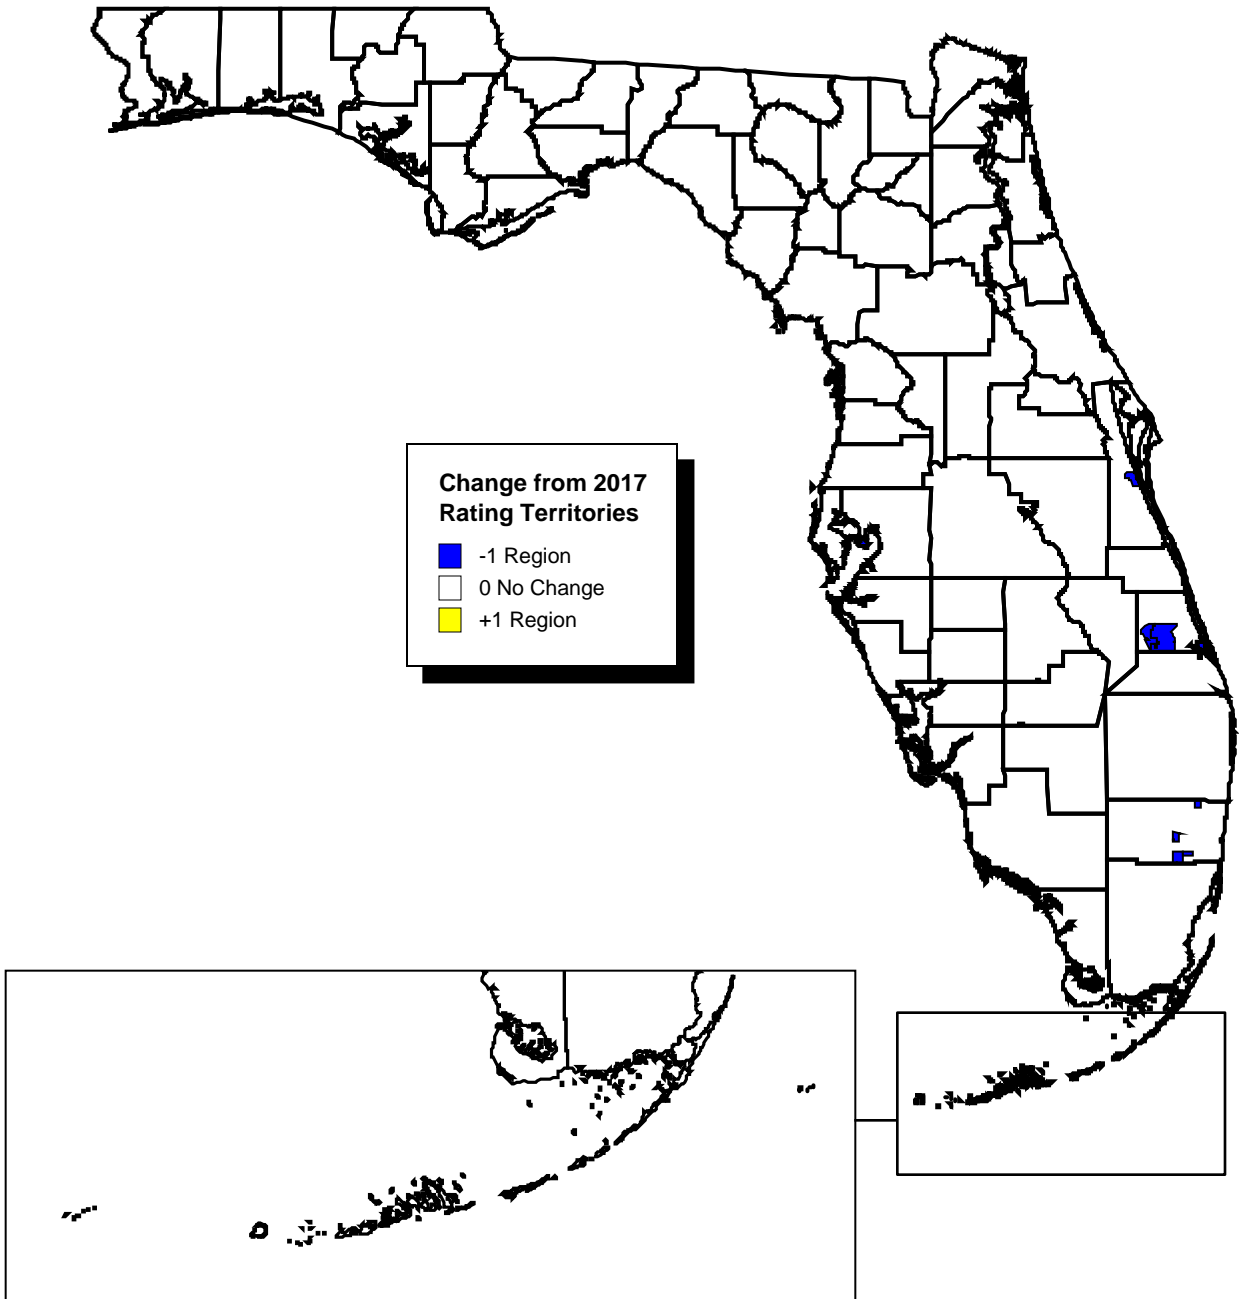 Change from 2017
Rating Territories
-1 Region
0 No Change
+1 Region